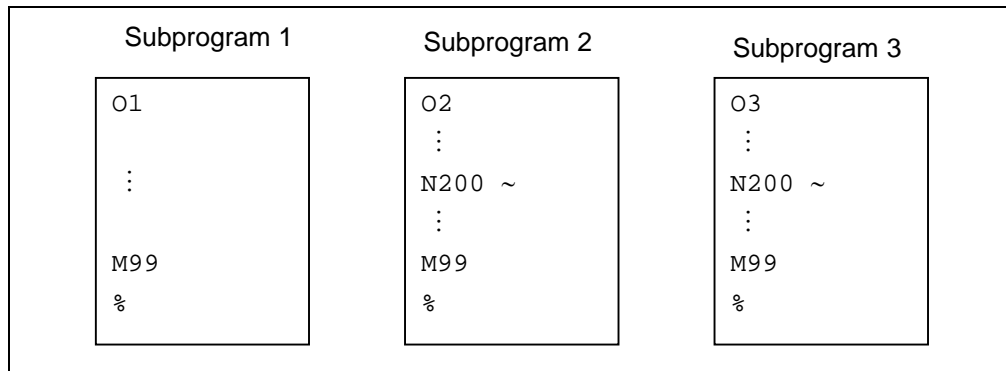 Subprogram 1
O1
⋮
M99
%
Subprogram 2
O2
⋮
N200 ~
⋮
M99
%
Subprogram 3
O3
⋮
N200 ~
⋮
M99
%